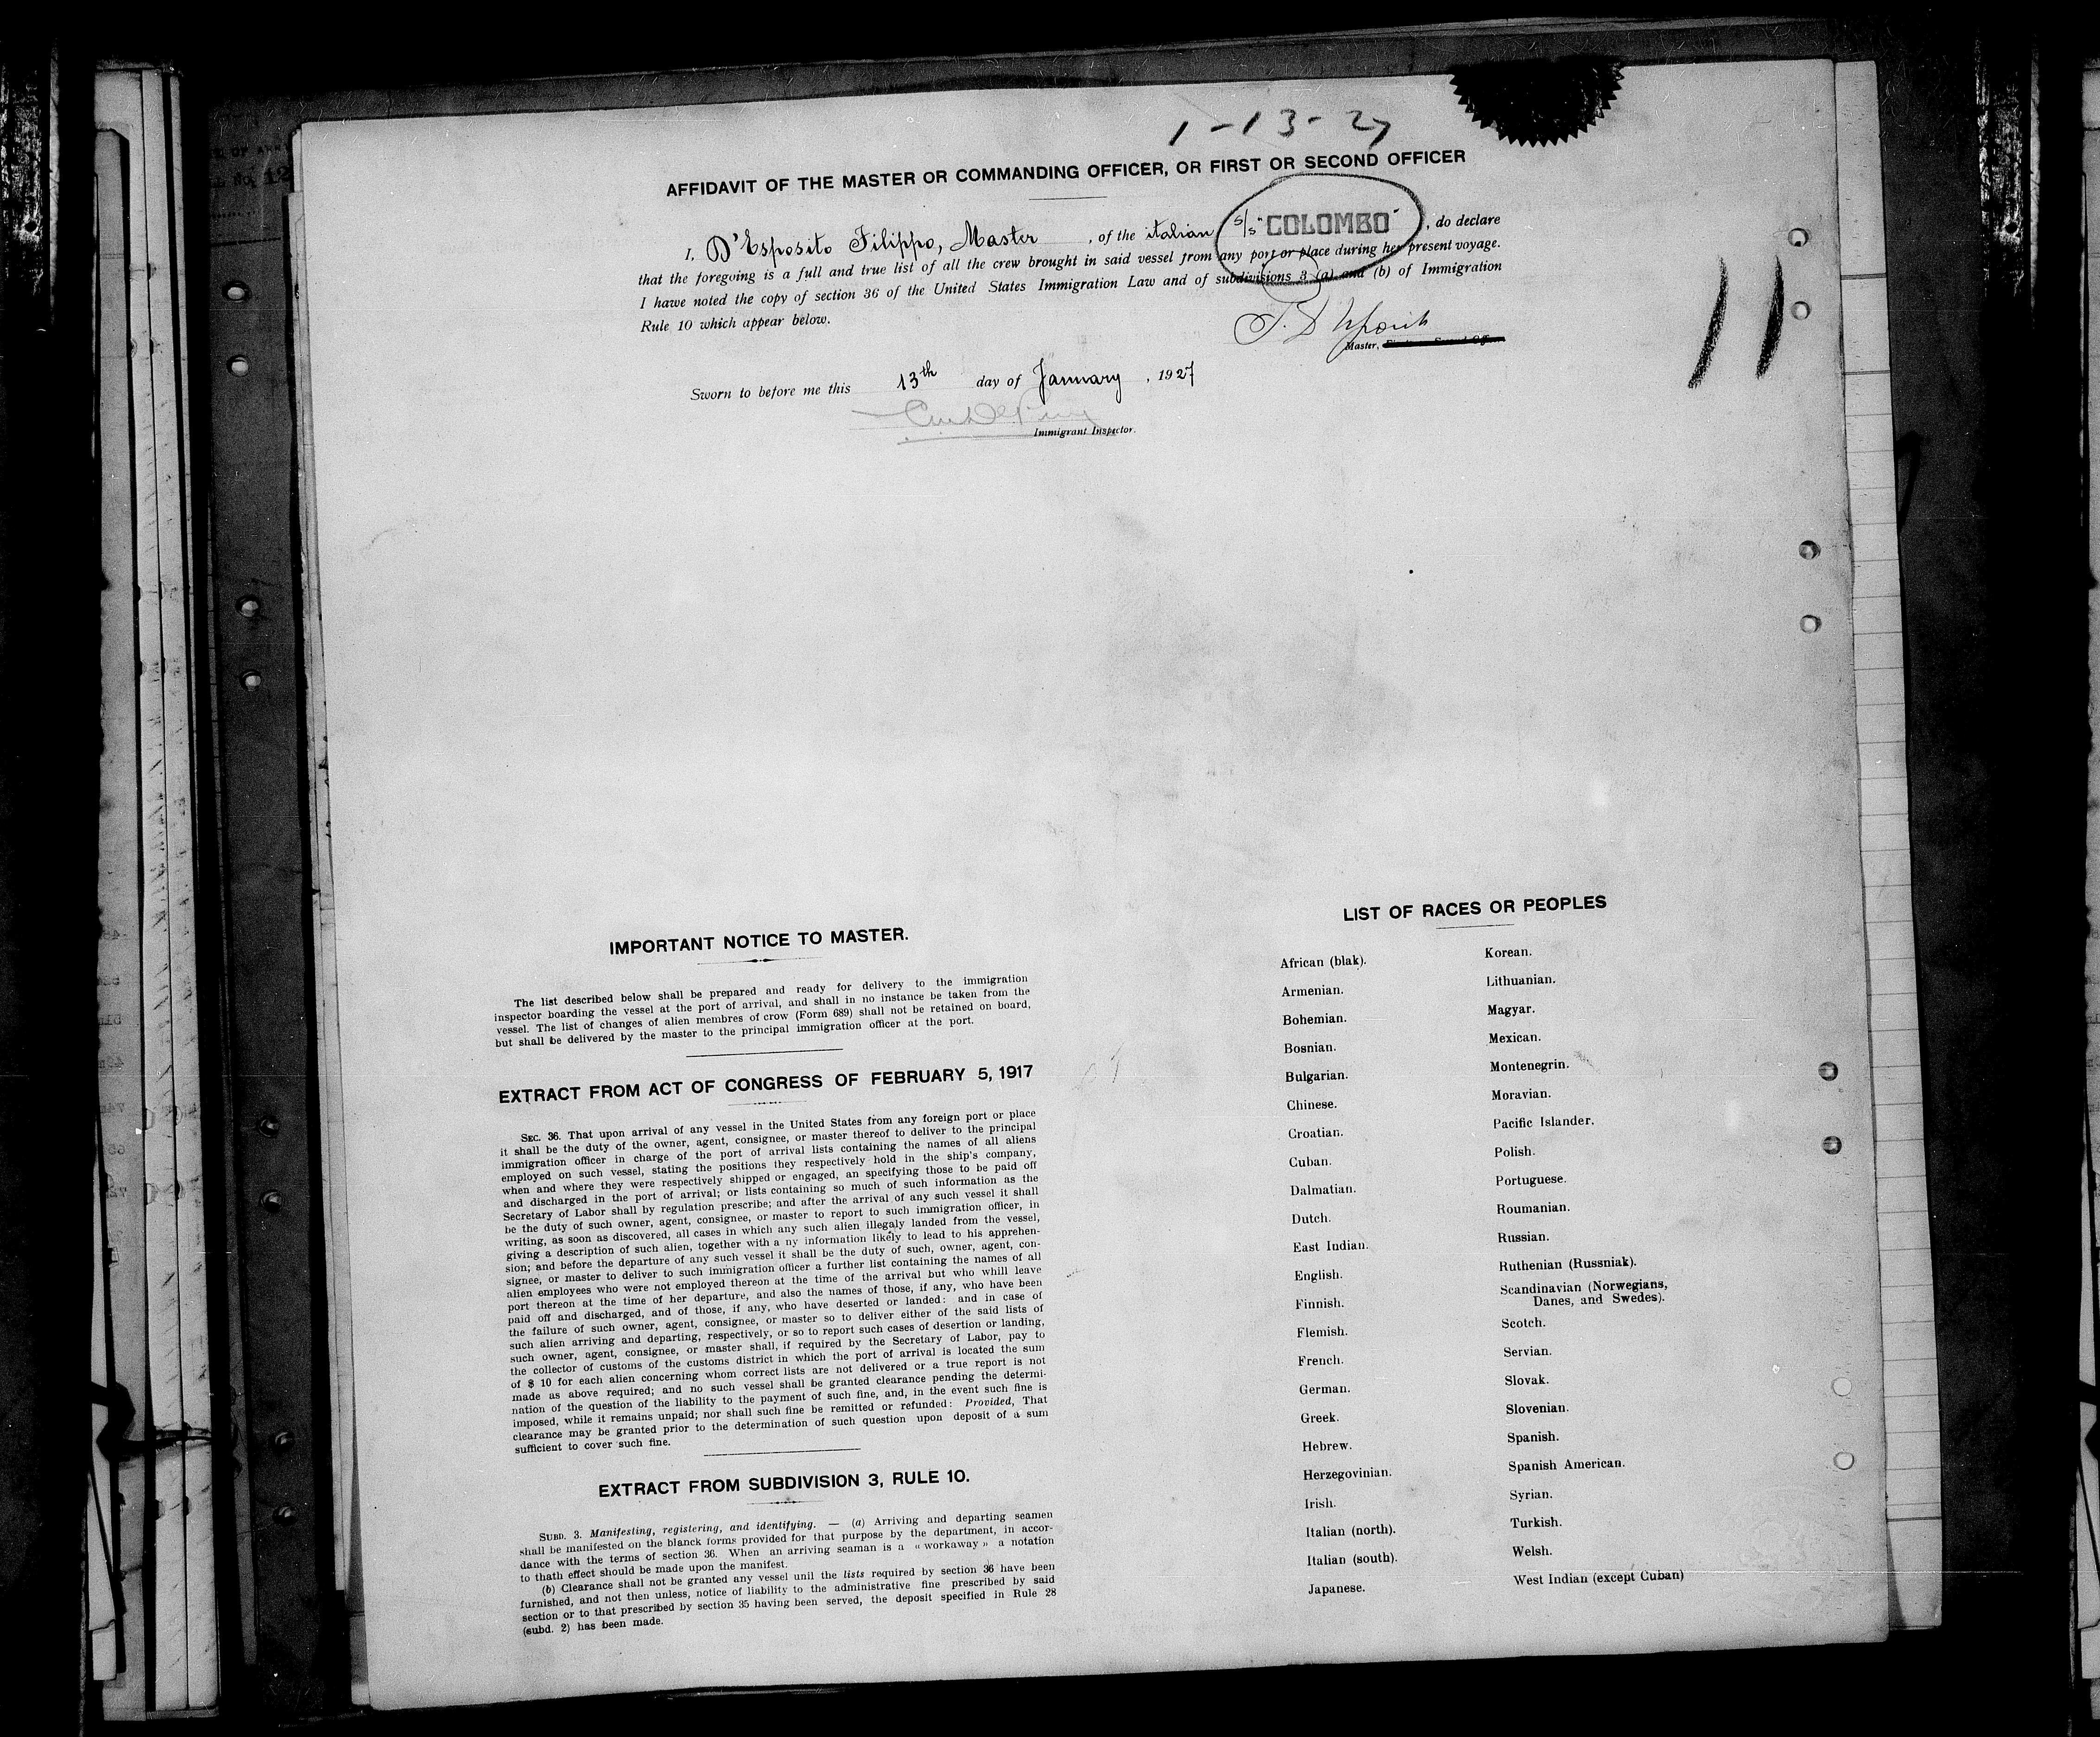 1-13-27
AFFIDAVIT OF THE MASTER OR COMMANDING OFFICER, OR FIRST OR SECOND OFFICER
I, D'Esposito Filippo, Master , of the italian s/s "COLOMBO" , do declare
that the foregoing is a full and true list of all the crew brought in said vessel from any port or place during her present voyage.
I hawe noted the copy of section 36 of the United States Immigration Law and of subdivisions 3 (a) and (b) of Immigration
Rule 10 which appear below.
Master,
11
Sworn to before me this 13th day of January , 1927
Immigrant Inspector.
IMPORTANT NOTICE TO MASTER.
The list described below shall be prepared and ready for delivery to the immigration
inspector boarding the vessel at the port of arrival, and shall in no instance be taken from the
vessel. The list of changes of alien membres of crow (Form 689) shall not be retained on board,
but shall be delivered by the master to the principal immigration officer at the port.
EXTRACT FROM ACT OF CONGRESS OF FEBRUARY 5, 1917
SEC. 36. That upon arrival of any vessel in the United States from any foreign port or place
it shall be the duty of the owner, agent, consignee, or master thereof to deliver to the principal
immigration officer in charge of the port of arrival lists containing the names of all aliens
employed on such vessel, stating the positions they respectively hold in the ship's company,
when and where they were respectively shipped or engaged, an specifying those to be paid off
and discharged in the port of arrival; or lists containing so much of such information as the
Secretary of Labor shall by regulation prescribe; and after the arrival of any such vessel it shall
be the duty of such owner, agent, consignee, or master to report to such immigration officer, in
writing, as soon as discovered, all cases in which any such alien illegaly landed from the vessel,
giving a description of such alien, together with a ny information likely to lead to his apprehen-
sion; and before the departure of any such vessel it shall be the duty of such, owner, agent, con-
signee, or master to deliver to such immigration officer a further list containing the names of all
alien employees who were not employed thereon at the time of the arrival but who whill leave
port thereon at the time of her departure, and also the names of those, if any, who have been
paid off and discharged, and of those, if any, who have deserted or landed: and in case of
the failure of such owner, agent, consignee, or master so to deliver either of the said lists of
such alien arriving and departing, respectively, or so to report such cases of desertion or landing,
such owner, agent, consignee, or master shall, if required by the Secretary of Labor, pay to
the collector of customs of the customs district in which the port of arrival is located the sum
of $ 10 for each alien concerning whom correct lists are not delivered or a true report is not
made as above required; and no such vessel shall be granted clearance pending the determi-
nation of the question of the liability to the payment of such fine, and, in the event such fine is
imposed, while it remains unpaid; nor shall such fine be remitted or refunded: Provided, That
clearance may be granted prior to the determination of such question upon deposit of a sum
sufficient to cover such fine.
EXTRACT FROM SUBDIVISION 3, RULE 10.
SUBD. 3. Manifesting, registering, and identifying. — (a) Arriving and departing seamen
shall be manifested on the blanck forms provided for that purpose by the department, in accor-
dance with the terms of section 36. When an arriving seaman is a « workaway » a notation
to thath effect should be made upon the manifest.
(b) Clearance shall not be granted any vessel unil the lists required by section 36 have been
furnished, and not then unless, notice of liability to the administrative fine prescribed by said
section or to that prescribed by section 35 having been served, the deposit specified in Rule 28
(subd. 2) has been made.
LIST OF RACES OR PEOPLES
African (blak).
Armenian.
Bohemian.
Bosnian.
Bulgarian.
Chinese.
Croatian.
Cuban.
Dalmatian.
Dutch.
East Indian.
English.
Finnish.
Flemish.
French.
German.
Greek.
Hebrew.
Herzegovinian.
Irish.
Italian (north).
Italian (south).
Japanese.
Korean.
Lithuanian.
Magyar.
Mexican.
Montenegrin.
Moravian.
Pacific Islander.
Polish.
Portuguese.
Roumanian.
Russian.
Ruthenian (Russniak).
Scandinavian (Norwegians,
Danes, and Swedes).
Scotch.
Servian.
Slovak.
Slovenian.
Spanish.
Spanish American.
Syrian.
Turkish.
Welsh.
West Indian (except Cuban)